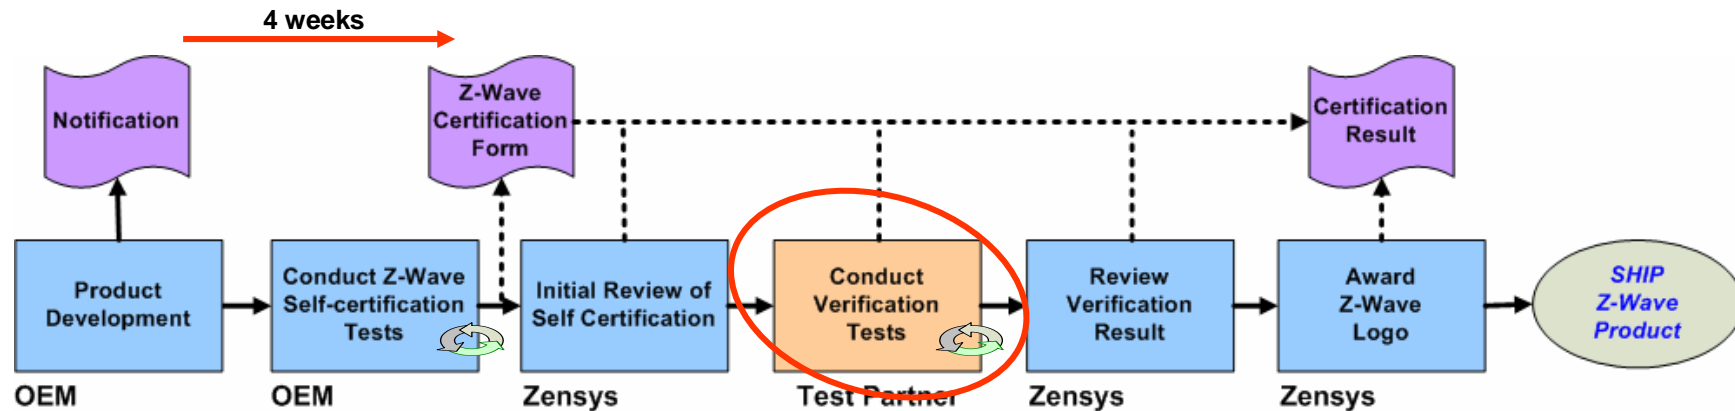 4 weeks
Notification
Z-Wave
Certification
Form
Certification
Result
Product
Development
Conduct Z-Wave
Self-certification
Tests
Initial Review of
Self Certification
Conduct
Verification
Tests
Review
Verification
Result
Award
Z-Wave
Logo
SHIP
Z-Wave
Product
OEM
OEM
Zensys
Test Partner
Zensys
Zensys